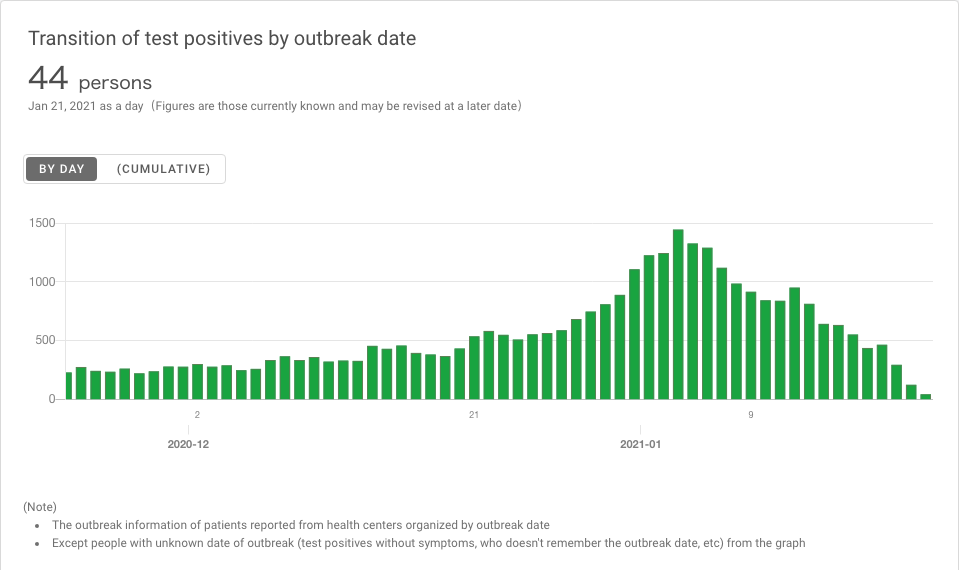 Transition of test positives by outbreak date
44 persons
Jan 21, 2021 as a day (Figures are those currently known and may be revised at a later date)
BY DAY (CUMULATIVE)
1500
1000
500
0
2 21 9
2020-12 2021-01
(Note)
• The outbreak information of patients reported from health centers organized by outbreak date
• Except people with unknown date of outbreak (test positives without symptoms, who doesn't remember the outbreak date, etc) from the graph